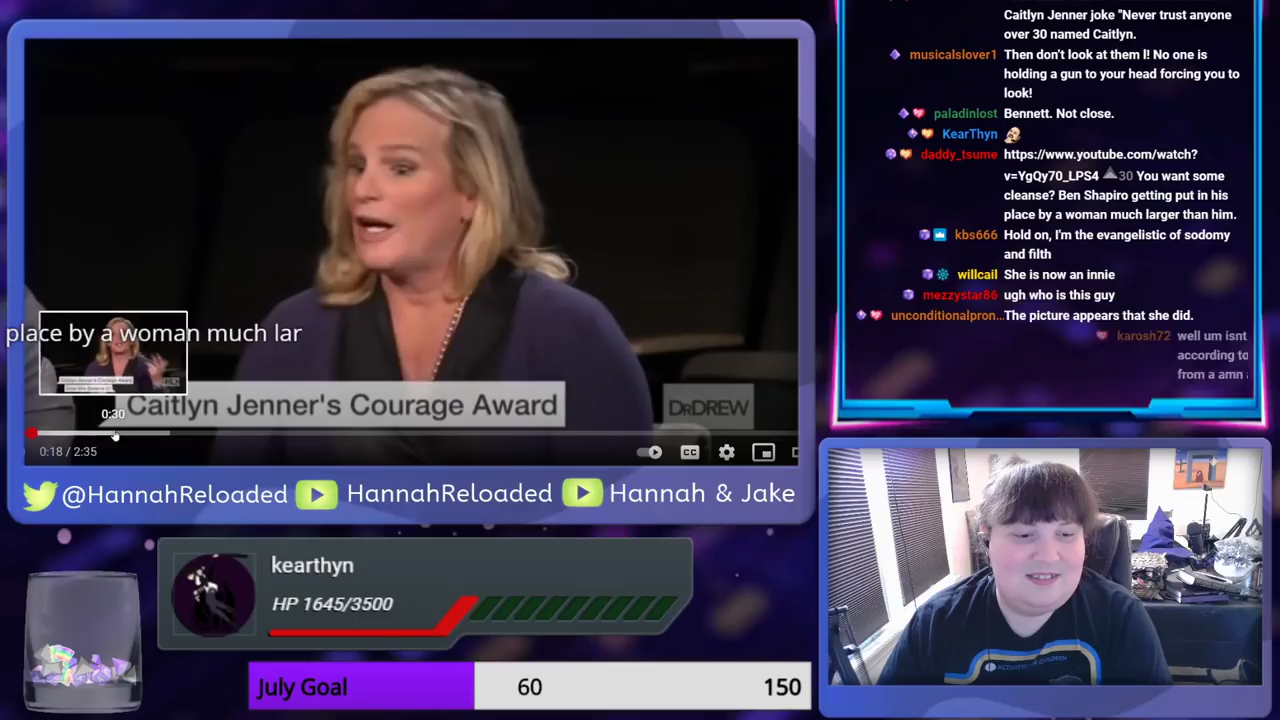 place by a woman much lar
0:30
Caitlyn Jenner's Courage Award
DRDREW
0:18 / 2:35
CC
@HannahReloaded
HannahReloaded
Hannah & Jake
kearthyn
HP 1645/3500
July Goal
60
150
Caitlyn Jenner joke "Never trust anyone
over 30 named Caitlyn.
musicalslover1 Then don't look at them I! No one is
holding a gun to your head forcing you to
look!
paladinlost Bennett. Not close.
KearThyn
daddy_tsume https://www.youtube.com/watch?
v=YgQy70_LPS4 30 You want some
cleanse? Ben Shapiro getting put in his
place by a woman much larger than him.
kbs666 Hold on, I'm the evangelistic of sodomy
and filth
willcail She is now an innie
mezzystar86 ugh who is this guy
unconditionalpron... The picture appears that she did.
karosh72 well um isnt
according to
from a amn